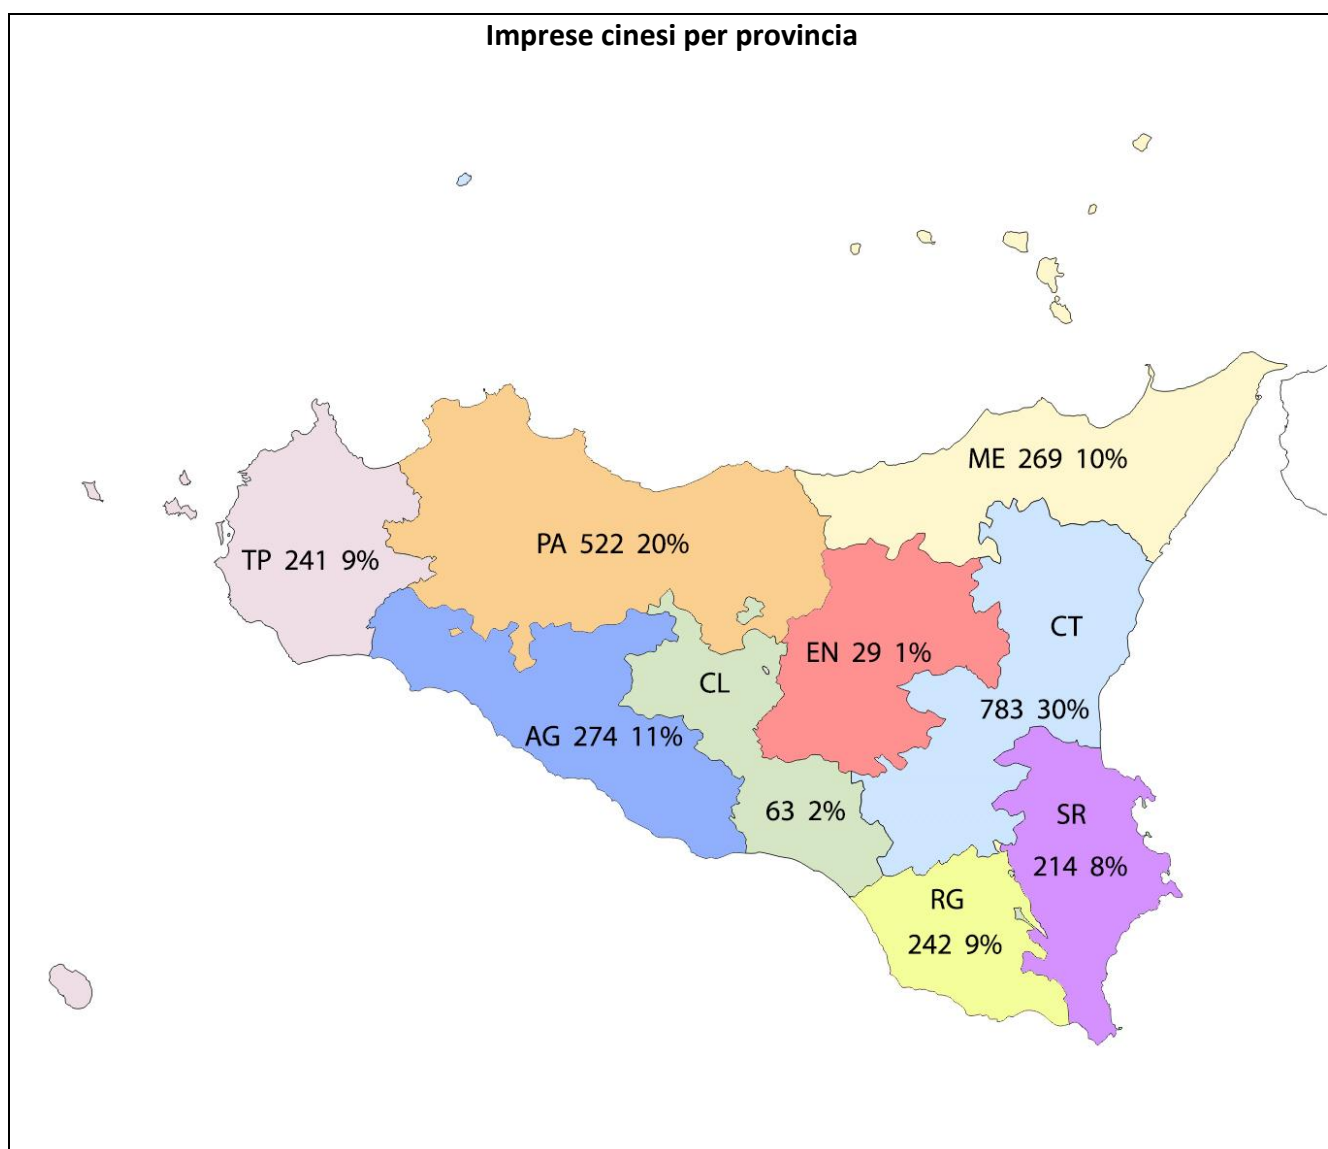 Imprese cinesi per provincia
ME 269 10%
PA 522 20%
TP 241 9%
CT
783 30%
EN 29 1%
CL
63 2%
AG 274 11%
SR
214 8%
RG
242 9%